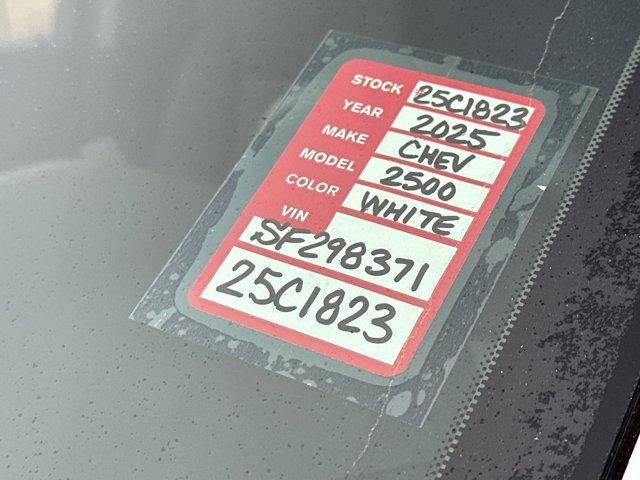 STOCK 25C1823
YEAR 2025
MAKE CHEV
MODEL 2500
COLOR WHITE
VIN
SF298371
25C1823